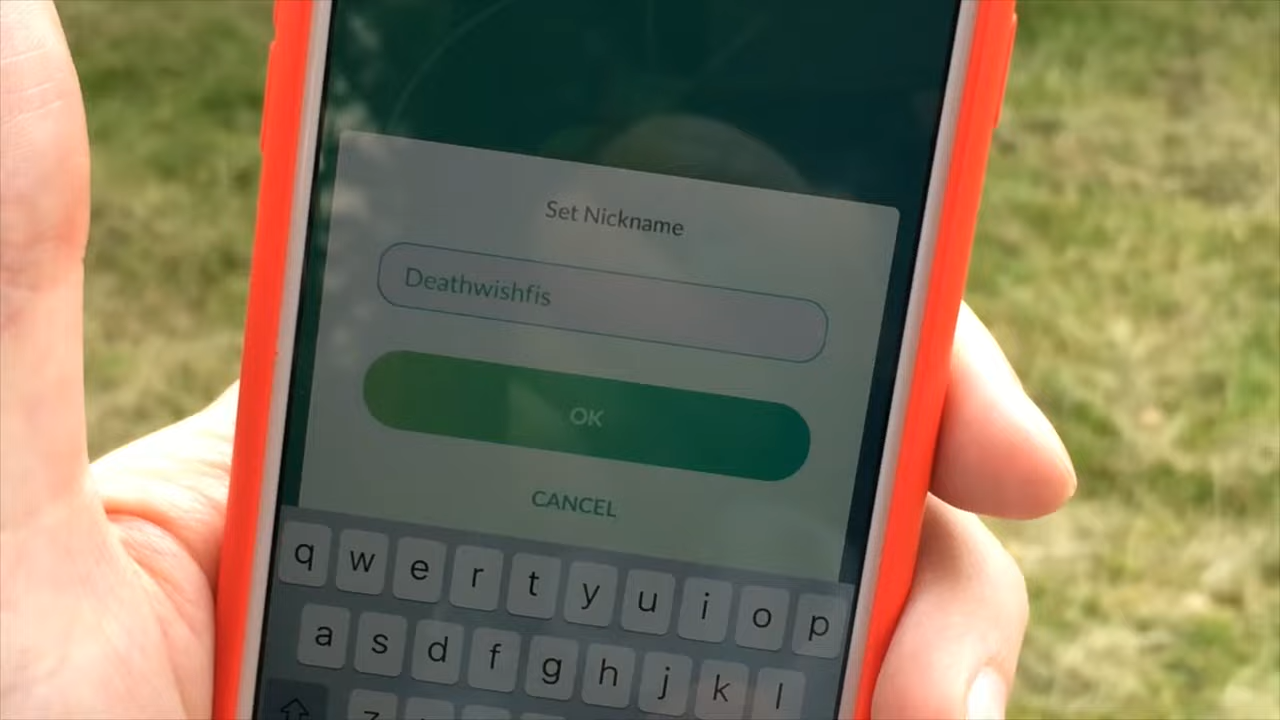 Set Nickname
Deathwishfis
OK
CANCEL
q w e r t y u i o p
a s d f g h j k l
z